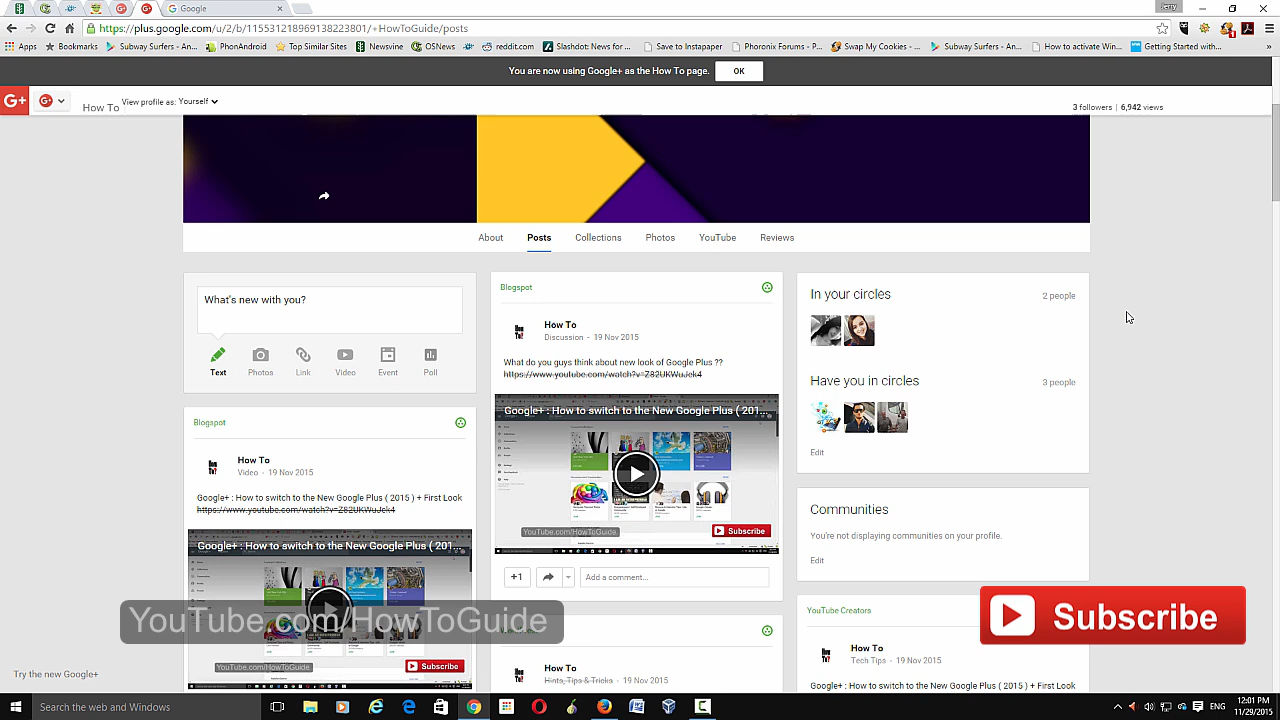 Google
Jerry
https://plus.google.com/u/2/b/115531218969138223801/+HowToGuide/posts
Apps
Bookmarks
Subway Surfers - An...
PhonAndroid
Top Similar Sites
Newsvine
OSNews
reddit.com
Slashdot: News for ...
Save to Instapaper
Phoronix Forums - P...
Swap My Cookies - ...
Subway Surfers - An...
How to activate Win...
Getting Started with...
»
You are now using Google+ as the How To page.
OK
G+
How To
View profile as: Yourself
3 followers | 6,942 views
About
Posts
Collections
Photos
YouTube
Reviews
What's new with you?
Text
Photos
Link
Video
Event
Poll
Blogspot
How To
Video - 19 Nov 2015
Google+ : How to switch to the New Google Plus ( 2015 ) + First Look
https://www.youtube.com/watch?v=Z82UKWuJek4
Google+ : How to switch to the New Google Plus ( 201...
YouTube.com/HowToGuide
YouTube.com/HowToGuide
Subscribe
Blogspot
How To
Discussion - 19 Nov 2015
What do you guys think about new look of Google Plus ??
https://www.youtube.com/watch?v=Z82UKWuJek4
Google+ : How to switch to the New Google Plus ( 201...
YouTube.com/HowToGuide
Subscribe
+1
Add a comment...
How To
Hints, Tips & Tricks - 19 Nov 2015
In your circles
2 people
Have you in circles
3 people
Edit
Communities
You're not displaying communities on your profile.
Edit
YouTube Creators
Subscribe
How To
Tech Tips - 19 Nov 2015
Google+ : How to switch to the New Google Plus ( 2015 ) + First Look
Try the new Google+
Search the web and Windows
ENG
12:01 PM
11/29/2015